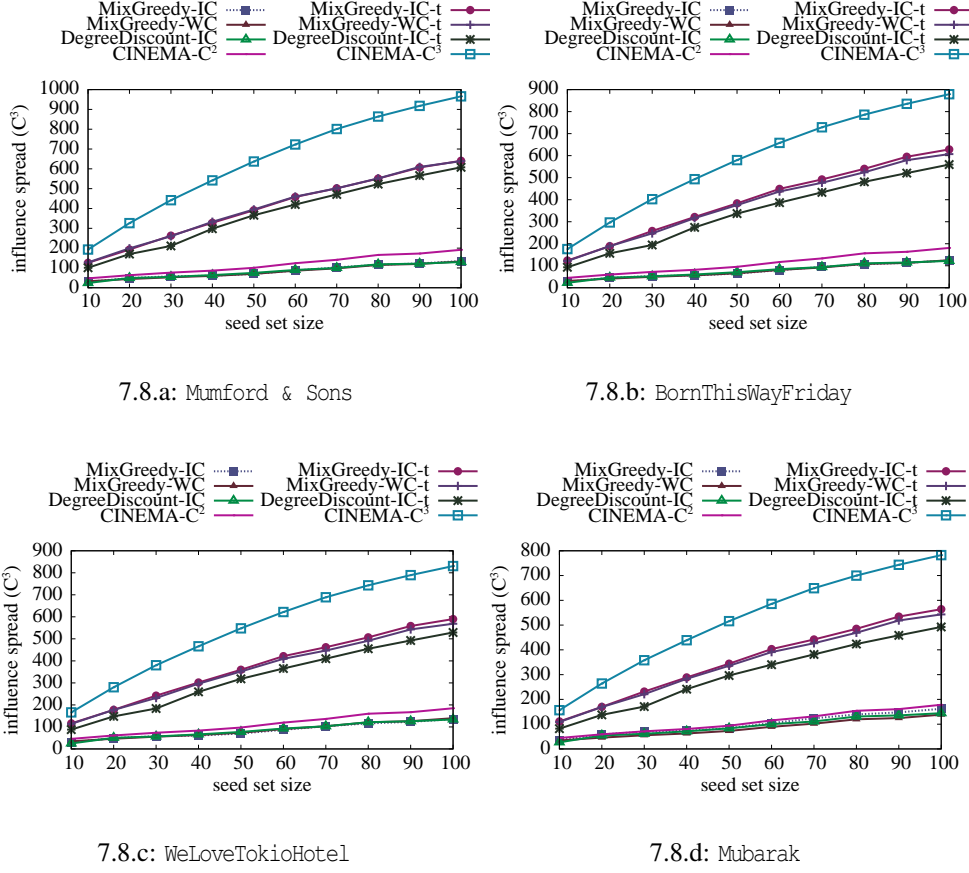 MixGreedy-IC MixGreedy-IC-t
MixGreedy-WC MixGreedy-WC-t
DegreeDiscount-IC DegreeDiscount-IC-t
CINEMA-C² CINEMA-C³
influence spread (C³)
1000
900
800
700
600
500
400
300
200
100
0
10 20 30 40 50 60 70 80 90 100
seed set size
7.8.a: Mumford & Sons
MixGreedy-IC MixGreedy-IC-t
MixGreedy-WC MixGreedy-WC-t
DegreeDiscount-IC DegreeDiscount-IC-t
CINEMA-C² CINEMA-C³
influence spread (C³)
900
800
700
600
500
400
300
200
100
0
10 20 30 40 50 60 70 80 90 100
seed set size
7.8.b: BornThisWayFriday
MixGreedy-IC MixGreedy-IC-t
MixGreedy-WC MixGreedy-WC-t
DegreeDiscount-IC DegreeDiscount-IC-t
CINEMA-C² CINEMA-C³
influence spread (C³)
900
800
700
600
500
400
300
200
100
0
10 20 30 40 50 60 70 80 90 100
seed set size
7.8.c: WeLoveTokioHotel
MixGreedy-IC MixGreedy-IC-t
MixGreedy-WC MixGreedy-WC-t
DegreeDiscount-IC DegreeDiscount-IC-t
CINEMA-C² CINEMA-C³
influence spread (C³)
800
700
600
500
400
300
200
100
0
10 20 30 40 50 60 70 80 90 100
seed set size
7.8.d: Mubarak